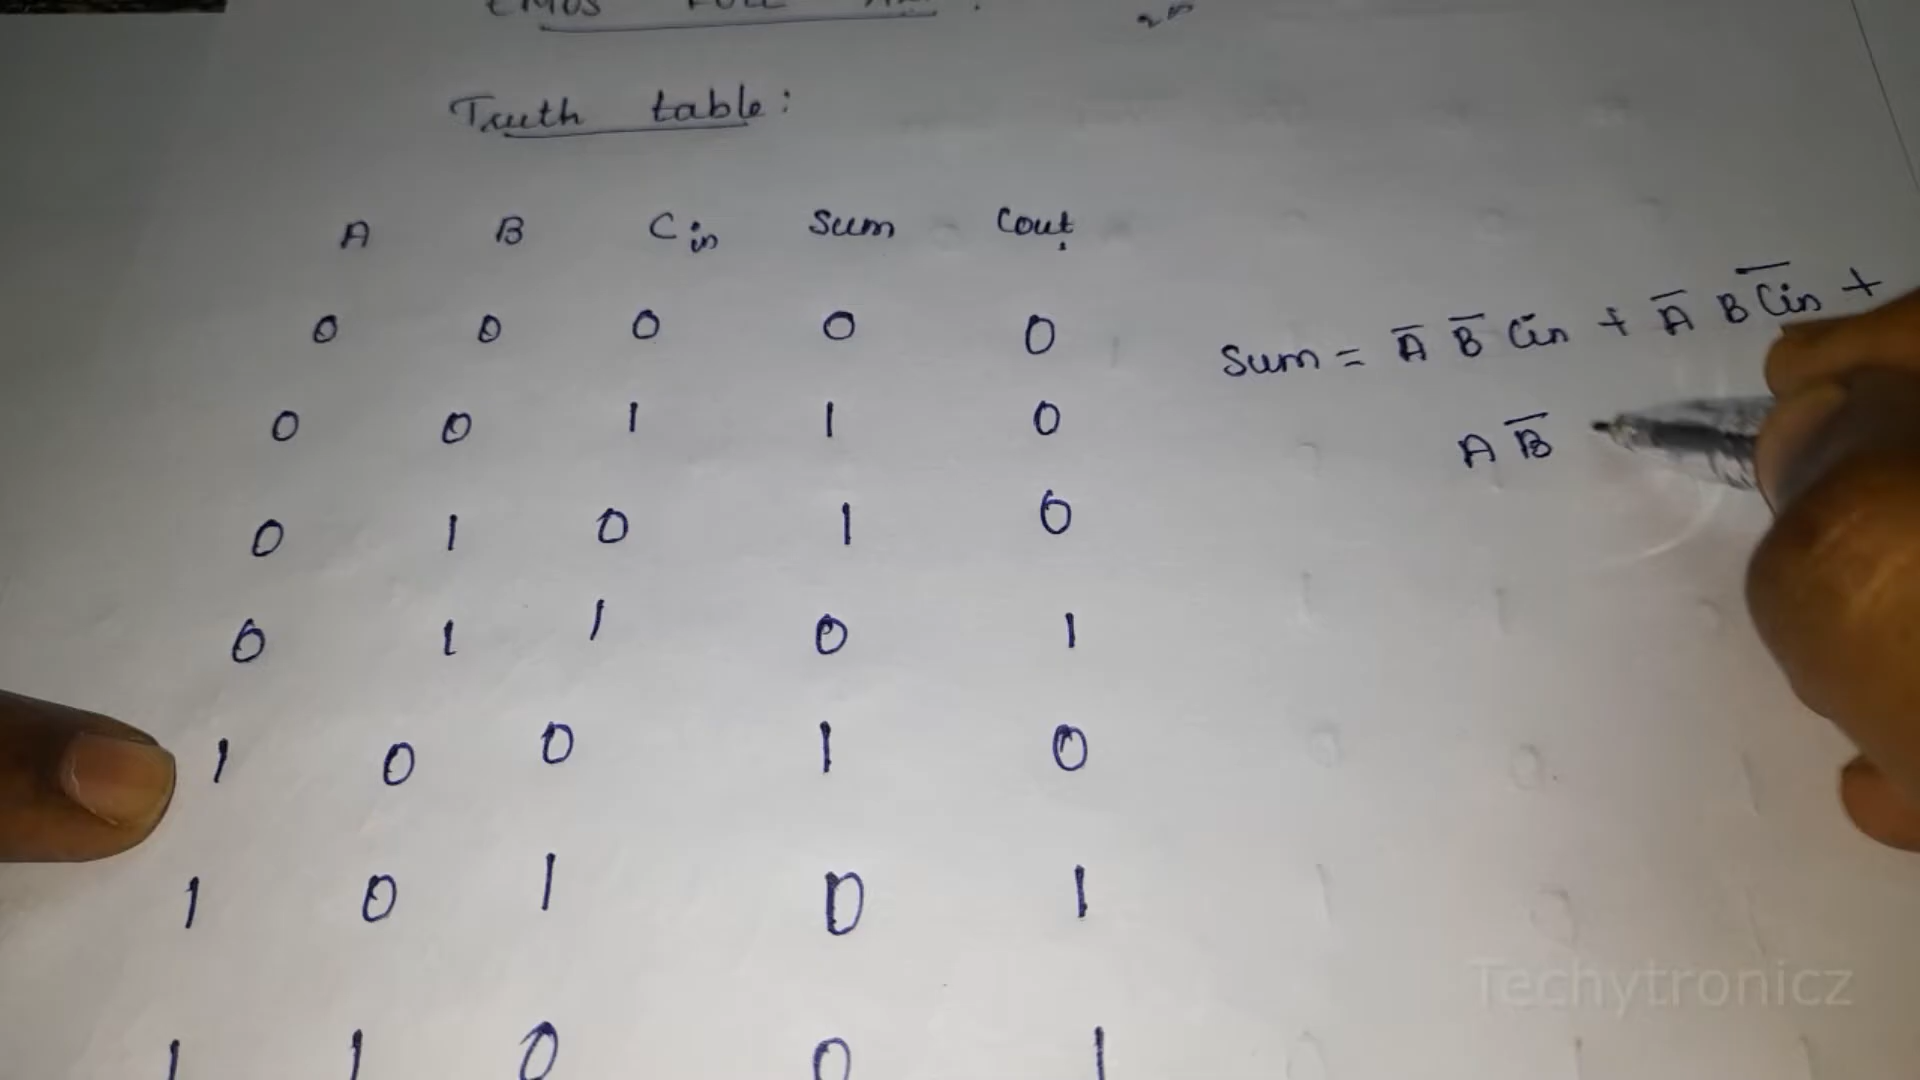 CMOS FULL
Truth table:
A B Cin Sum Cout
0 0 0 0 0
0 0 1 1 0
0 1 0 1 0
0 1 1 0 1
1 0 0 1 0
1 0 1 0 1
1 1 0 0 1
Sum = A̅ B̅ Cin + A̅ B C̅i̅n̅ +
A B̅
Techytronicz